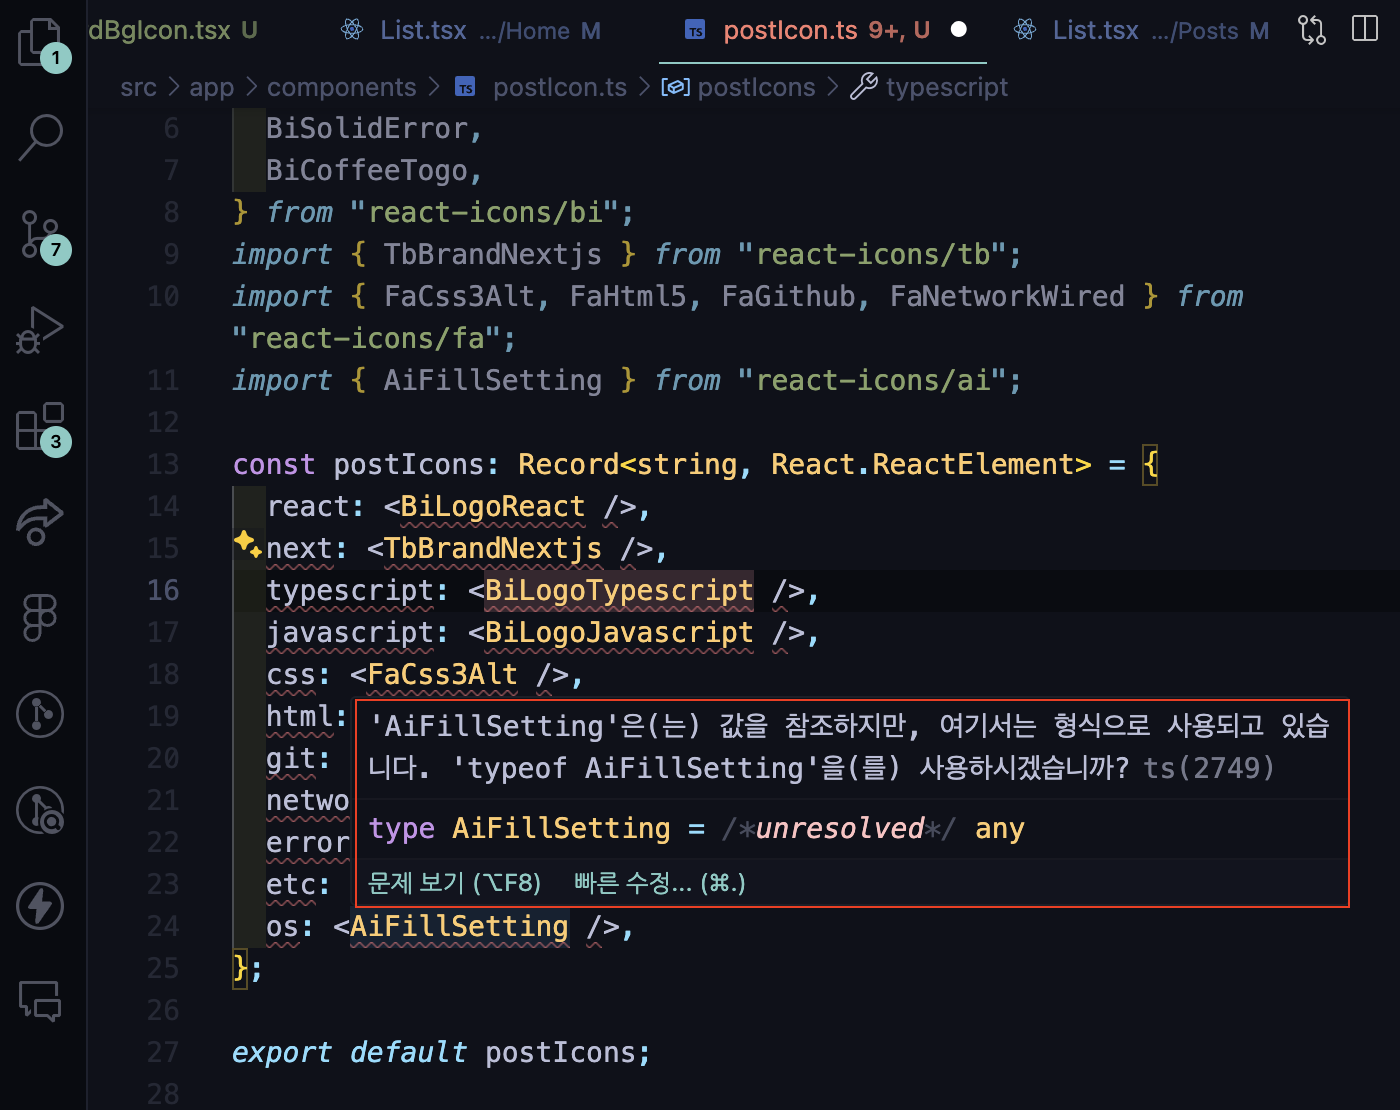 dBgIcon.tsx U
List.tsx .../Home M
TS postIcon.ts 9+, U
List.tsx .../Posts M
1
src > app > components > TS postIcon.ts > postIcons > typescript
6 BiSolidError,
7 BiCoffeeTogo,
8 } from "react-icons/bi";
7
9 import { TbBrandNextjs } from "react-icons/tb";
10 import { FaCss3Alt, FaHtml5, FaGithub, FaNetworkWired } from
"react-icons/fa";
11 import { AiFillSetting } from "react-icons/ai";
12
3
13 const postIcons: Record<string, React.ReactElement> = {
14 react: <BiLogoReact />,
15 next: <TbBrandNextjs />,
16 typescript: <BiLogoTypescript />,
17 javascript: <BiLogoJavascript />,
18 css: <FaCss3Alt />,
19 html:
20 git:
21 netwo
22 error
23 etc:
'AiFillSetting'은(는) 값을 참조하지만, 여기서는 형식으로 사용되고 있습
니다. 'typeof AiFillSetting'을(를) 사용하시겠습니까? ts(2749)
type AiFillSetting = /*unresolved*/ any
문제 보기 (⌥F8) 빠른 수정... (⌘.)
24 os: <AiFillSetting />,
25 };
26
27 export default postIcons;
28